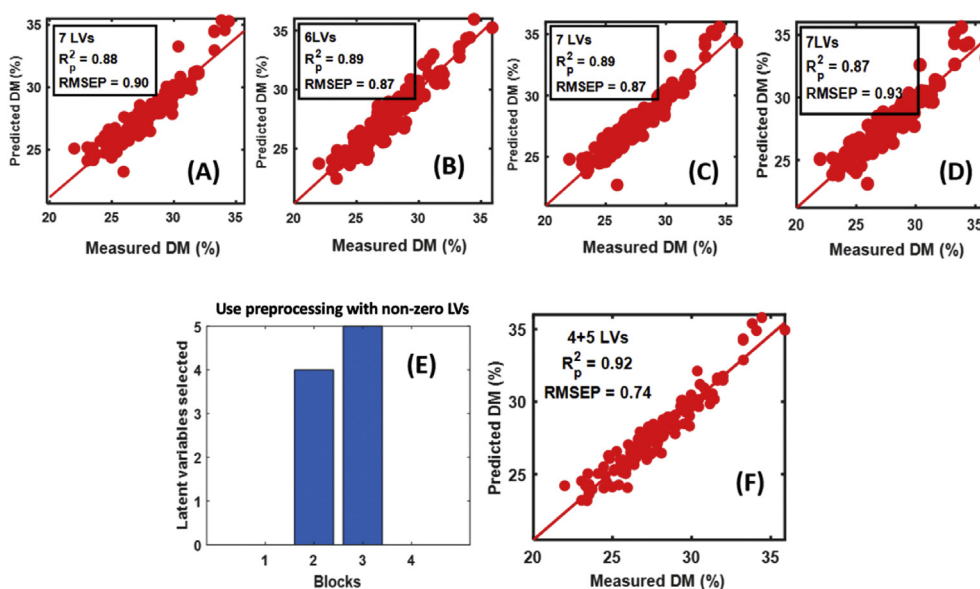 35
30
25
Predicted DM (%)
7 LVs
R²ₚ = 0.88
RMSEP = 0.90
(A)
20 25 30 35
Measured DM (%)
35
30
25
Predicted DM (%)
6LVs
R²ₚ = 0.89
RMSEP = 0.87
(B)
20 25 30 35
Measured DM (%)
35
30
25
Predicted DM (%)
7 LVs
R²ₚ = 0.89
RMSEP = 0.87
(C)
25 30 35
Measured DM (%)
35
30
25
Predicted DM (%)
7LVs
R²ₚ = 0.87
RMSEP = 0.93
(D)
20 25 30 35
Measured DM (%)
Use preprocessing with non-zero LVs
5
4
3
2
1
0
Latent variables selected
(E)
1 2 3 4
Blocks
35
30
25
Predicted DM (%)
4+5 LVs
R²ₚ = 0.92
RMSEP = 0.74
(F)
20 25 30 35
Measured DM (%)